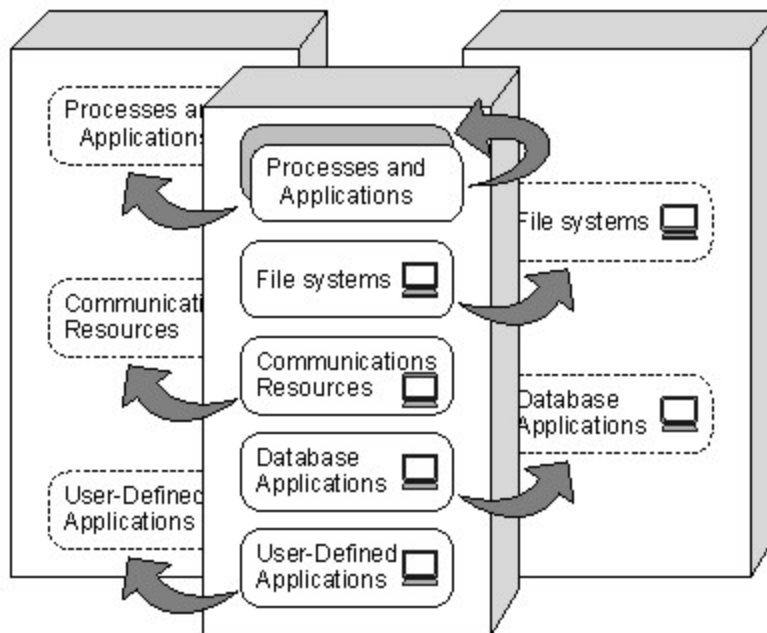 Processes an
Applications
Communicati
Resources
User-Defined
Applications
Processes and
Applications
File systems
Communications
Resources
Database
Applications
User-Defined
Applications
File systems
Database
Applications